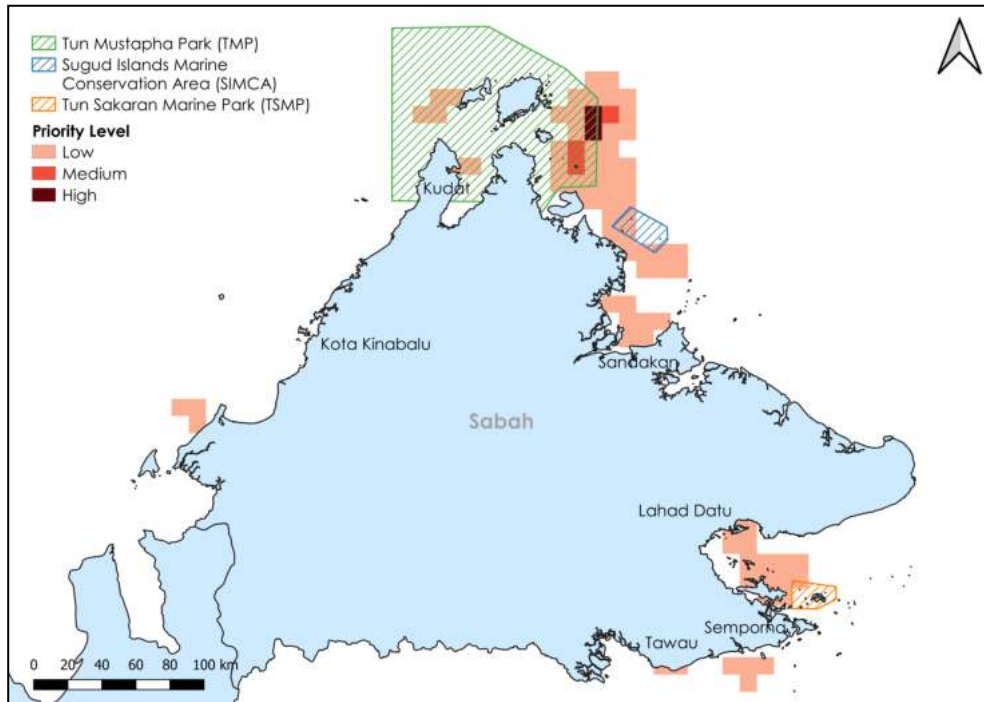 Tun Mustapha Park (TMP)
Sugud Islands Marine
Conservation Area (SIMCA)
Tun Sakaran Marine Park (TSMP)
Priority Level
Low
Medium
High
Kudat
Kota Kinabalu
Sandakan
Sabah
Lahad Datu
Semporna
Tawau
0 20 40 60 80 100 km